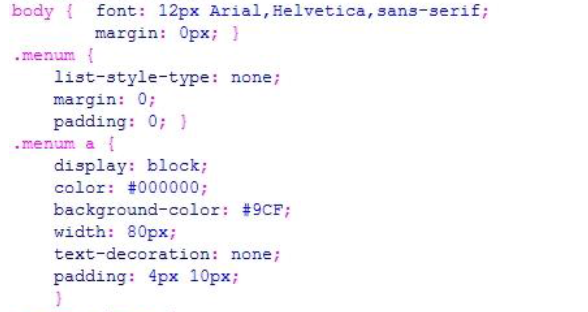 body {  font: 12px Arial,Helvetica,sans-serif;
        margin: 0px; }
.menum {
    list-style-type: none;
    margin: 0;
    padding: 0; }
.menum a {
    display: block;
    color: #000000;
    background-color: #9CF;
    width: 80px;
    text-decoration: none;
    padding: 4px 10px;
    }